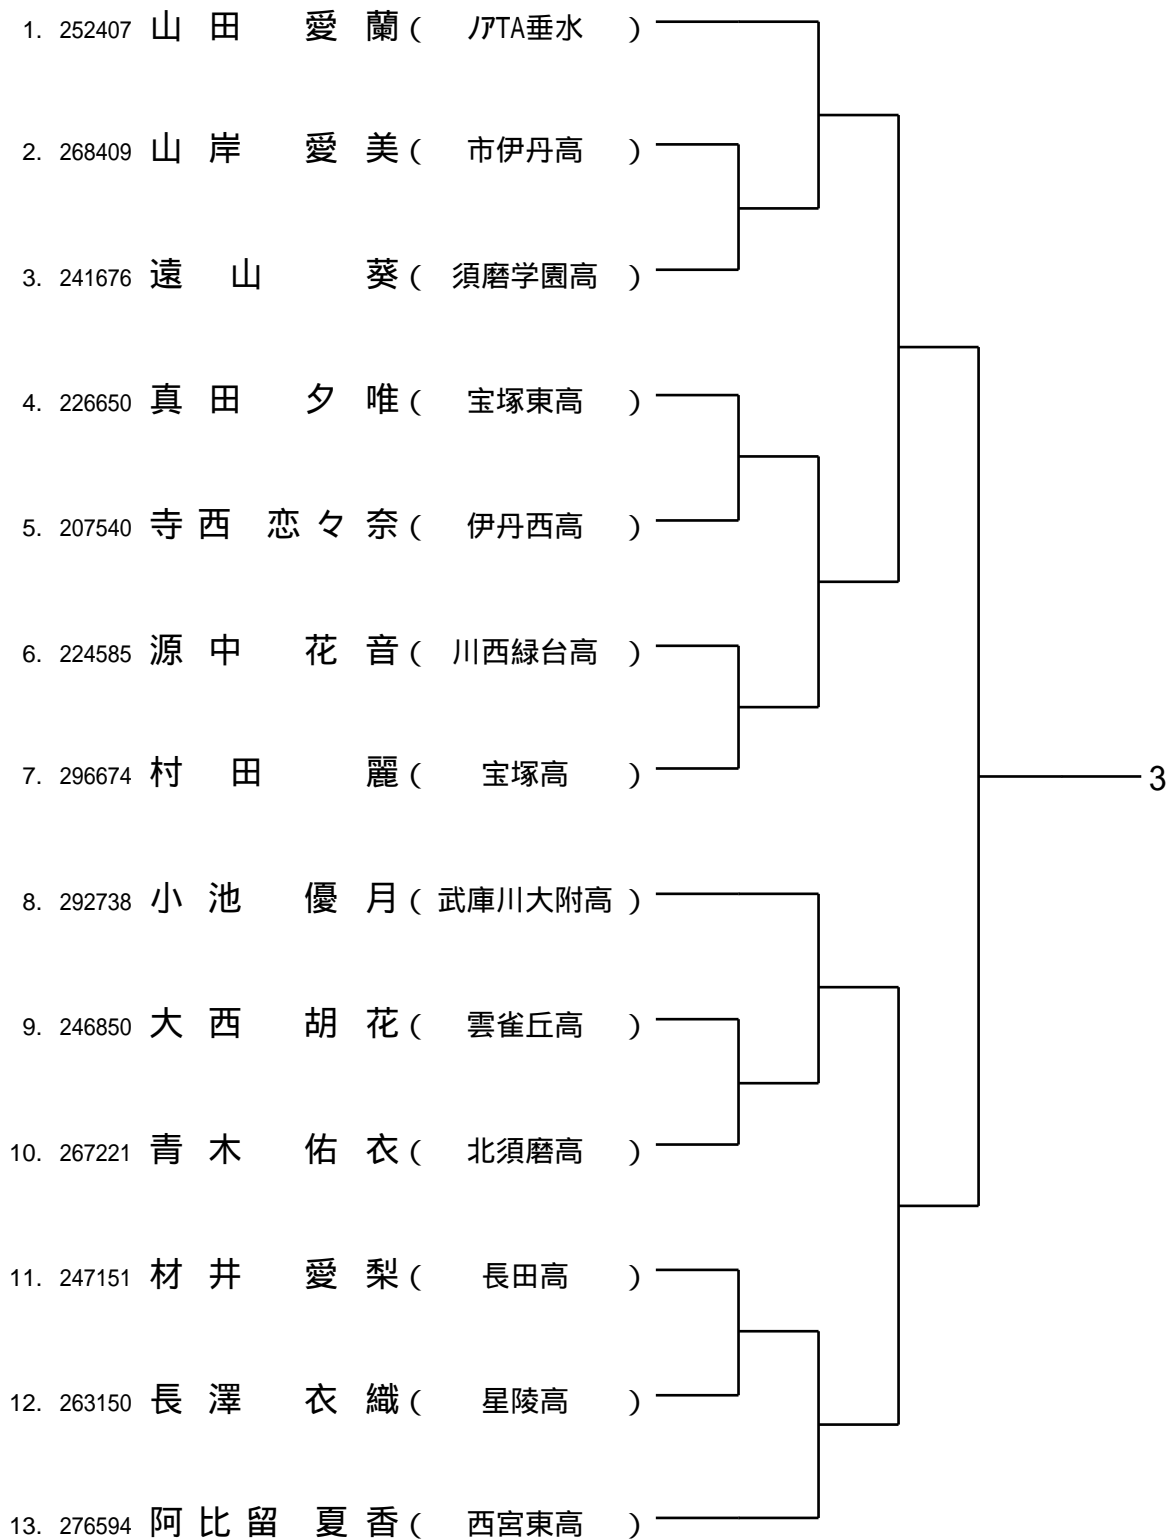 1. 252407 山田 愛蘭 ( ﾉｱTA垂水 )
2. 268409 山岸 愛美 ( 市伊丹高 )
3. 241676 遠山 葵 ( 須磨学園高 )
4. 226650 真田 夕唯 ( 宝塚東高 )
5. 207540 寺西 恋々奈 ( 伊丹西高 )
6. 224585 源中 花音 ( 川西緑台高 )
7. 296674 村田 麗 ( 宝塚高 )
3
8. 292738 小池 優月 ( 武庫川大附高 )
9. 246850 大西 胡花 ( 雲雀丘高 )
10. 267221 青木 佑衣 ( 北須磨高 )
11. 247151 材井 愛梨 ( 長田高 )
12. 263150 長澤 衣織 ( 星陵高 )
13. 276594 阿比留 夏香 ( 西宮東高 )